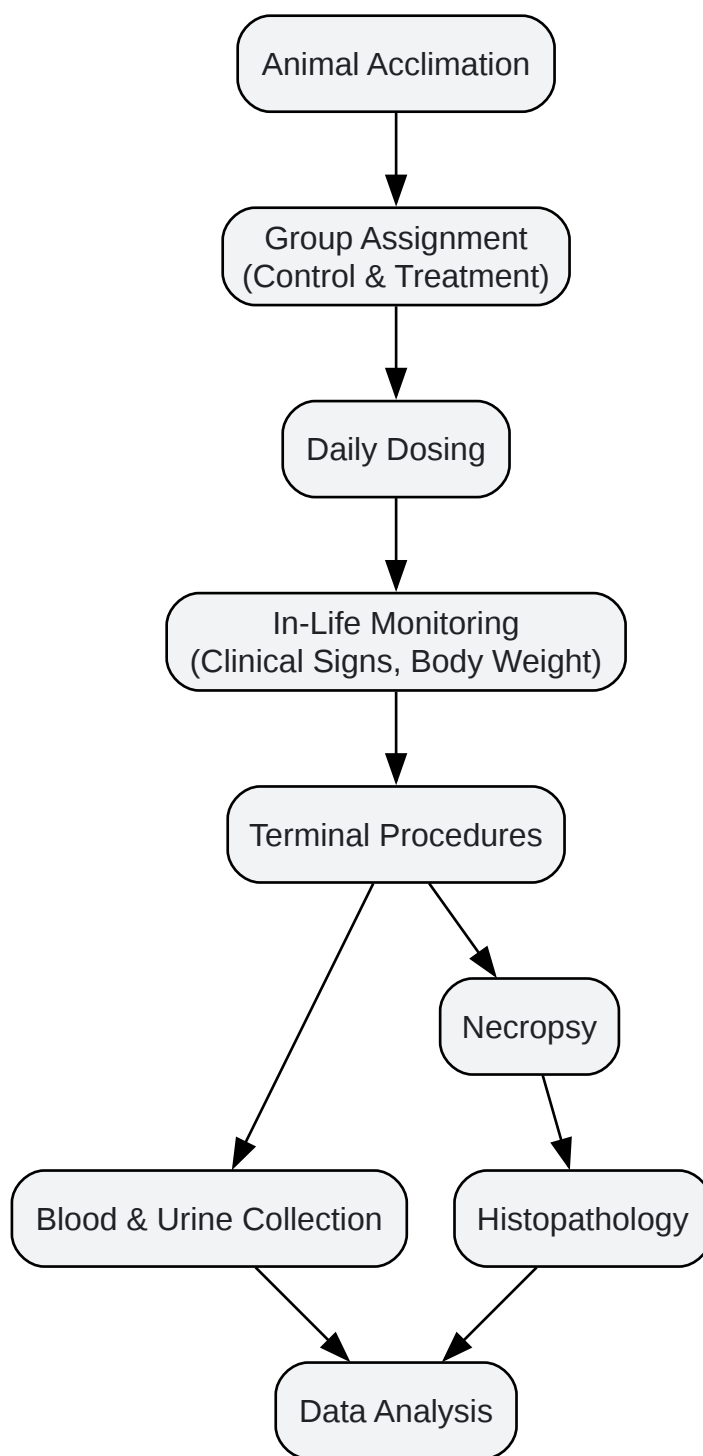 Animal Acclimation
Group Assignment
(Control & Treatment)
Daily Dosing
In-Life Monitoring
(Clinical Signs, Body Weight)
Terminal Procedures
Necropsy
Blood & Urine Collection
Histopathology
Data Analysis